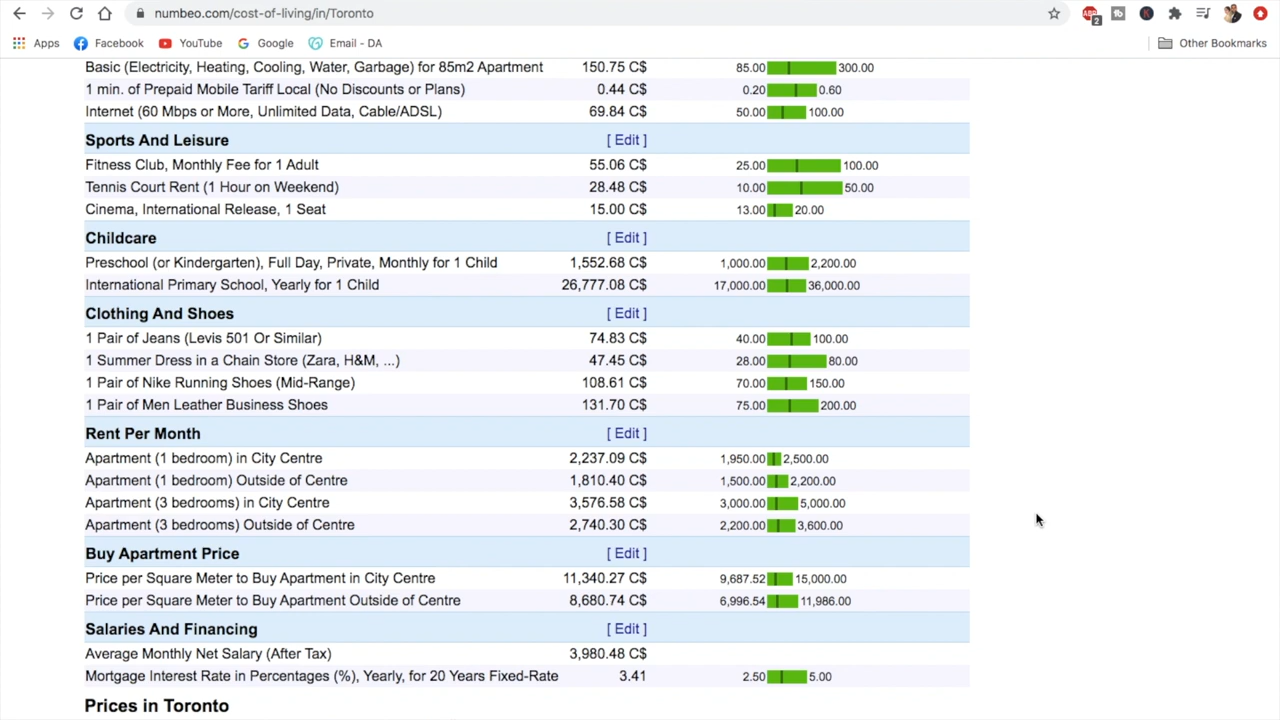 numbeo.com/cost-of-living/in/Toronto
ABP 2 tb K
Apps Facebook YouTube Google Email - DA Other Bookmarks
Basic (Electricity, Heating, Cooling, Water, Garbage) for 85m2 Apartment 150.75 C$ 85.00 300.00
1 min. of Prepaid Mobile Tariff Local (No Discounts or Plans) 0.44 C$ 0.20 0.60
Internet (60 Mbps or More, Unlimited Data, Cable/ADSL) 69.84 C$ 50.00 100.00
Sports And Leisure [ Edit ]
Fitness Club, Monthly Fee for 1 Adult 55.06 C$ 25.00 100.00
Tennis Court Rent (1 Hour on Weekend) 28.48 C$ 10.00 50.00
Cinema, International Release, 1 Seat 15.00 C$ 13.00 20.00
Childcare [ Edit ]
Preschool (or Kindergarten), Full Day, Private, Monthly for 1 Child 1,552.68 C$ 1,000.00 2,200.00
International Primary School, Yearly for 1 Child 26,777.08 C$ 17,000.00 36,000.00
Clothing And Shoes [ Edit ]
1 Pair of Jeans (Levis 501 Or Similar) 74.83 C$ 40.00 100.00
1 Summer Dress in a Chain Store (Zara, H&M, ...) 47.45 C$ 28.00 80.00
1 Pair of Nike Running Shoes (Mid-Range) 108.61 C$ 70.00 150.00
1 Pair of Men Leather Business Shoes 131.70 C$ 75.00 200.00
Rent Per Month [ Edit ]
Apartment (1 bedroom) in City Centre 2,237.09 C$ 1,950.00 2,500.00
Apartment (1 bedroom) Outside of Centre 1,810.40 C$ 1,500.00 2,200.00
Apartment (3 bedrooms) in City Centre 3,576.58 C$ 3,000.00 5,000.00
Apartment (3 bedrooms) Outside of Centre 2,740.30 C$ 2,200.00 3,600.00
Buy Apartment Price [ Edit ]
Price per Square Meter to Buy Apartment in City Centre 11,340.27 C$ 9,687.52 15,000.00
Price per Square Meter to Buy Apartment Outside of Centre 8,680.74 C$ 6,996.54 11,986.00
Salaries And Financing [ Edit ]
Average Monthly Net Salary (After Tax) 3,980.48 C$
Mortgage Interest Rate in Percentages (%), Yearly, for 20 Years Fixed-Rate 3.41 2.50 5.00
Prices in Toronto